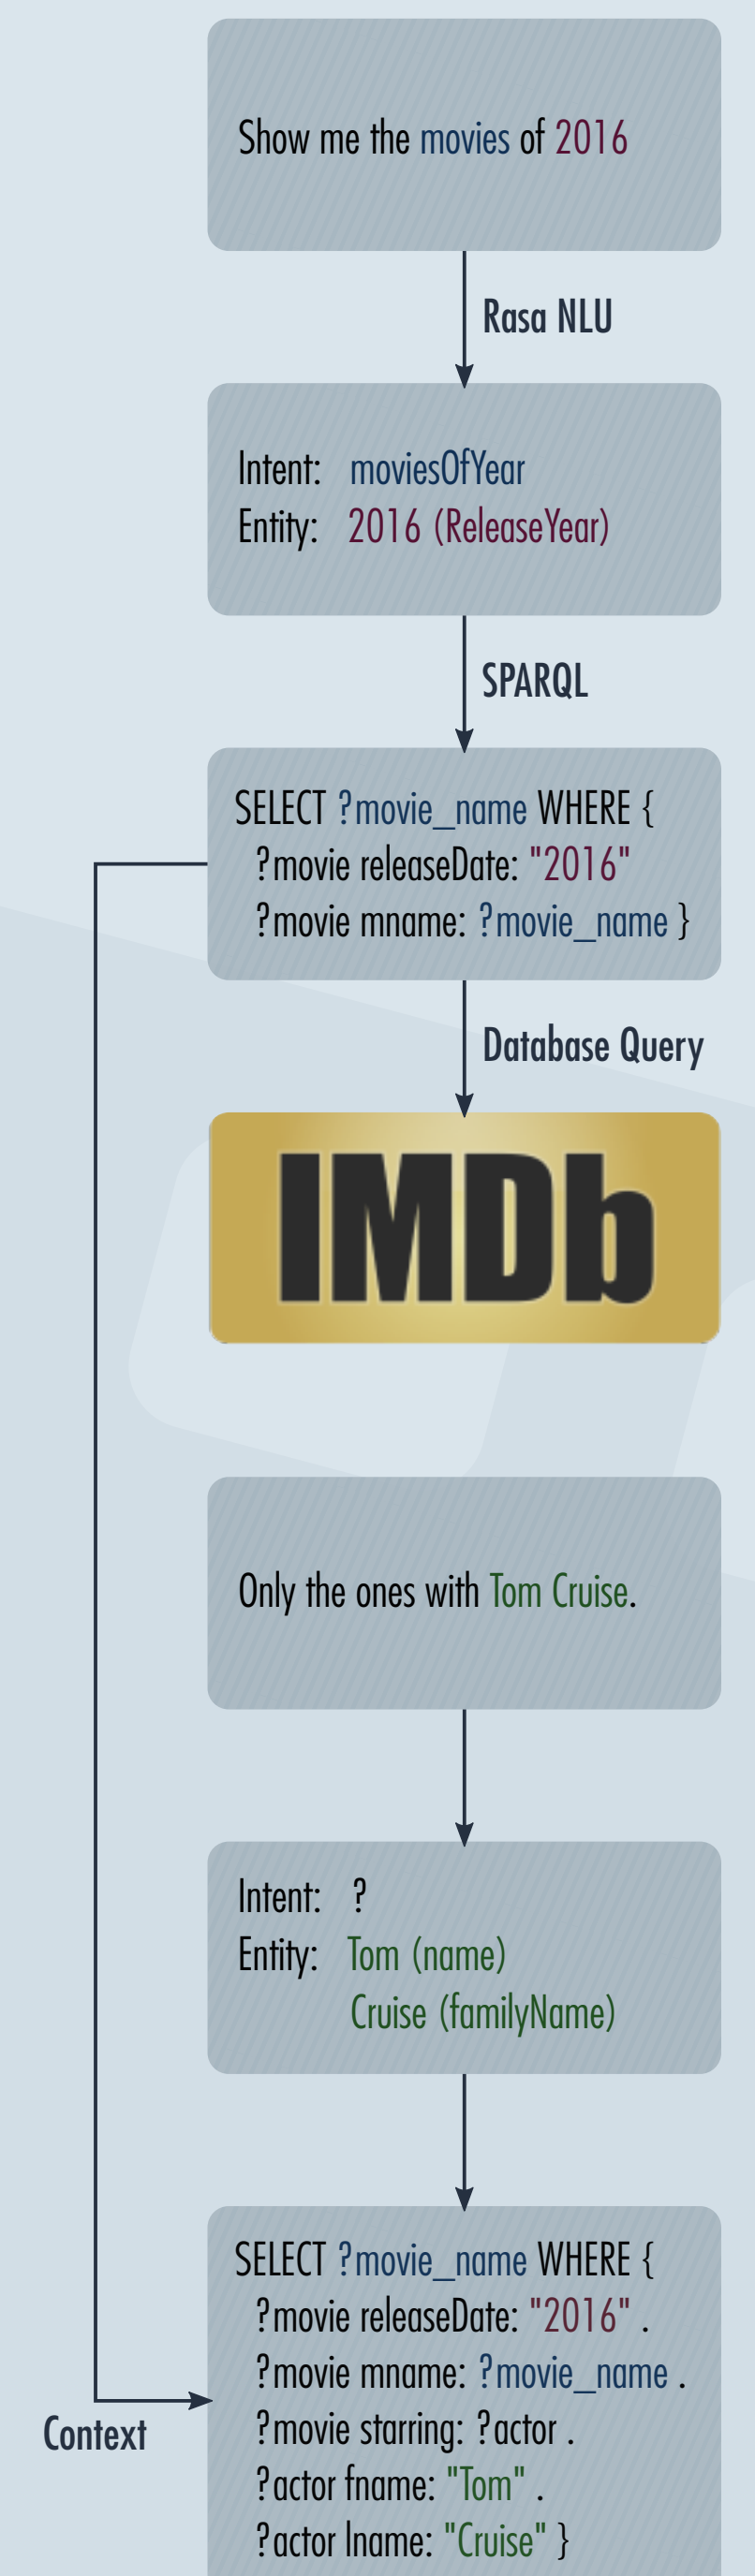 Show me the movies of 2016
Rasa NLU
Intent: moviesOfYear
Entity: 2016 (ReleaseYear)
SPARQL
SELECT ?movie_name WHERE {
?movie releaseDate: "2016"
?movie mname: ?movie_name }
Database Query
IMDb
Only the ones with Tom Cruise.
Intent: ?
Entity: Tom (name)
Cruise (familyName)
SELECT ?movie_name WHERE {
?movie releaseDate: "2016" .
?movie mname: ?movie_name .
Context
?movie starring: ?actor .
?actor fname: "Tom" .
?actor lname: "Cruise" }